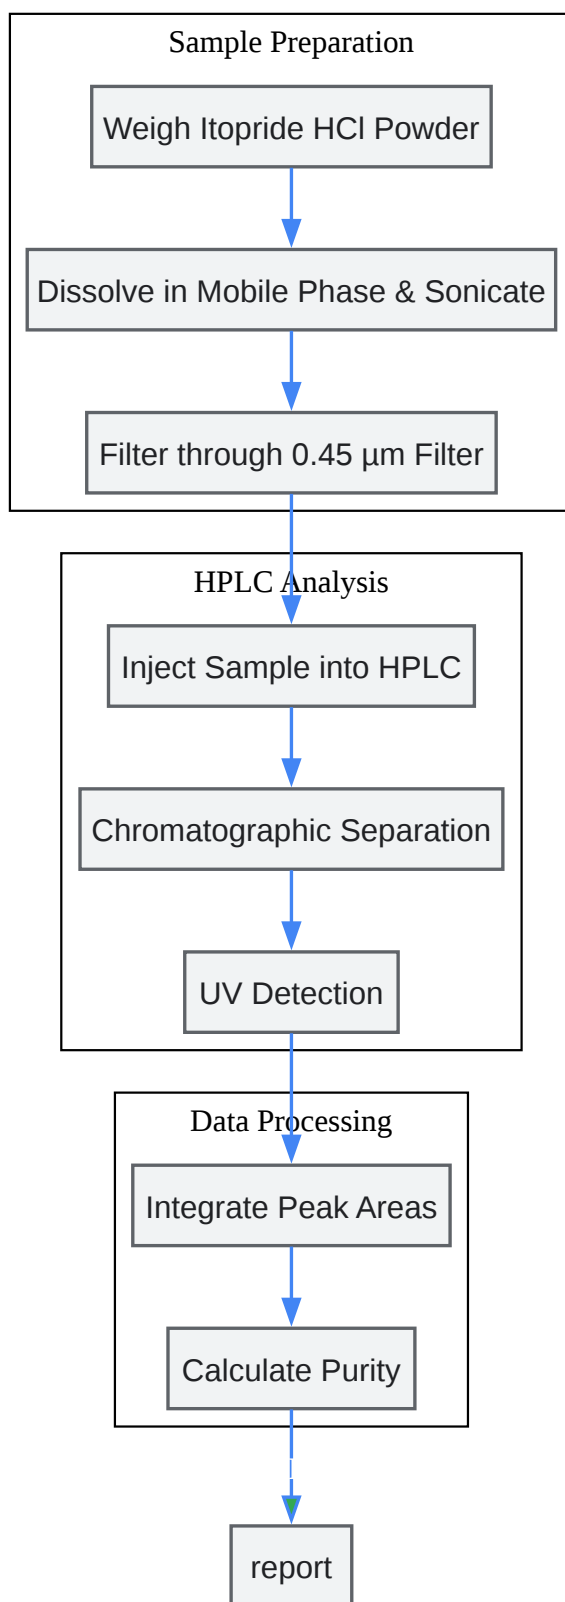 Sample Preparation
Weigh Itopride HCl Powder
Dissolve in Mobile Phase & Sonicate
Filter through 0.45 µm Filter
HPLC Analysis
Inject Sample into HPLC
Chromatographic Separation
UV Detection
Data Processing
Integrate Peak Areas
Calculate Purity
report